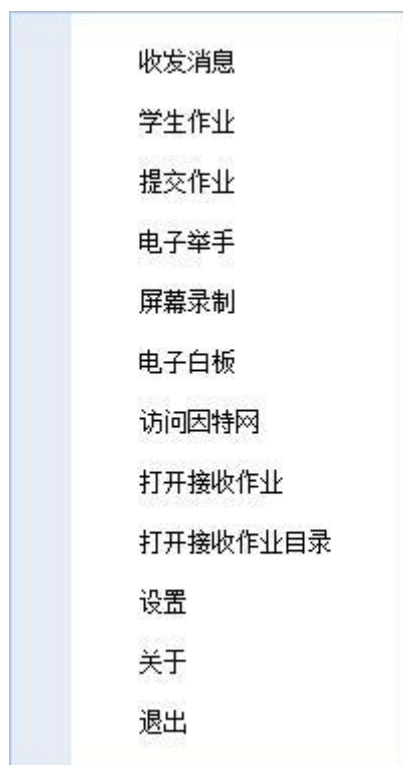 收发消息
学生作业
提交作业
电子举手
屏幕录制
电子白板
访问因特网
打开接收作业
打开接收作业目录
设置
关于
退出